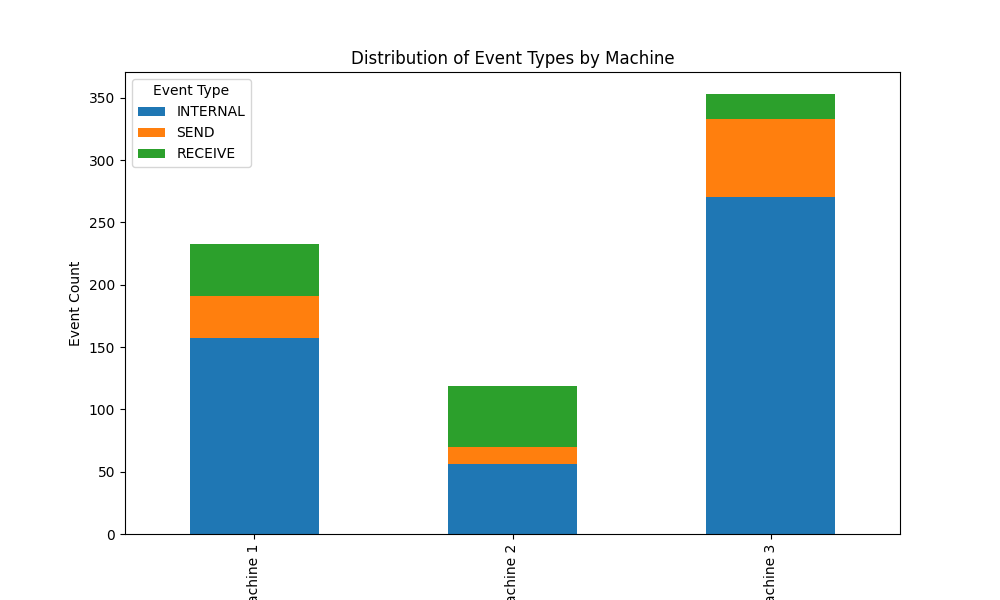 Distribution of Event Types by Machine
Event Type
INTERNAL
SEND
RECEIVE
Event Count
350
300
250
200
150
100
50
0
achine 1
achine 2
achine 3